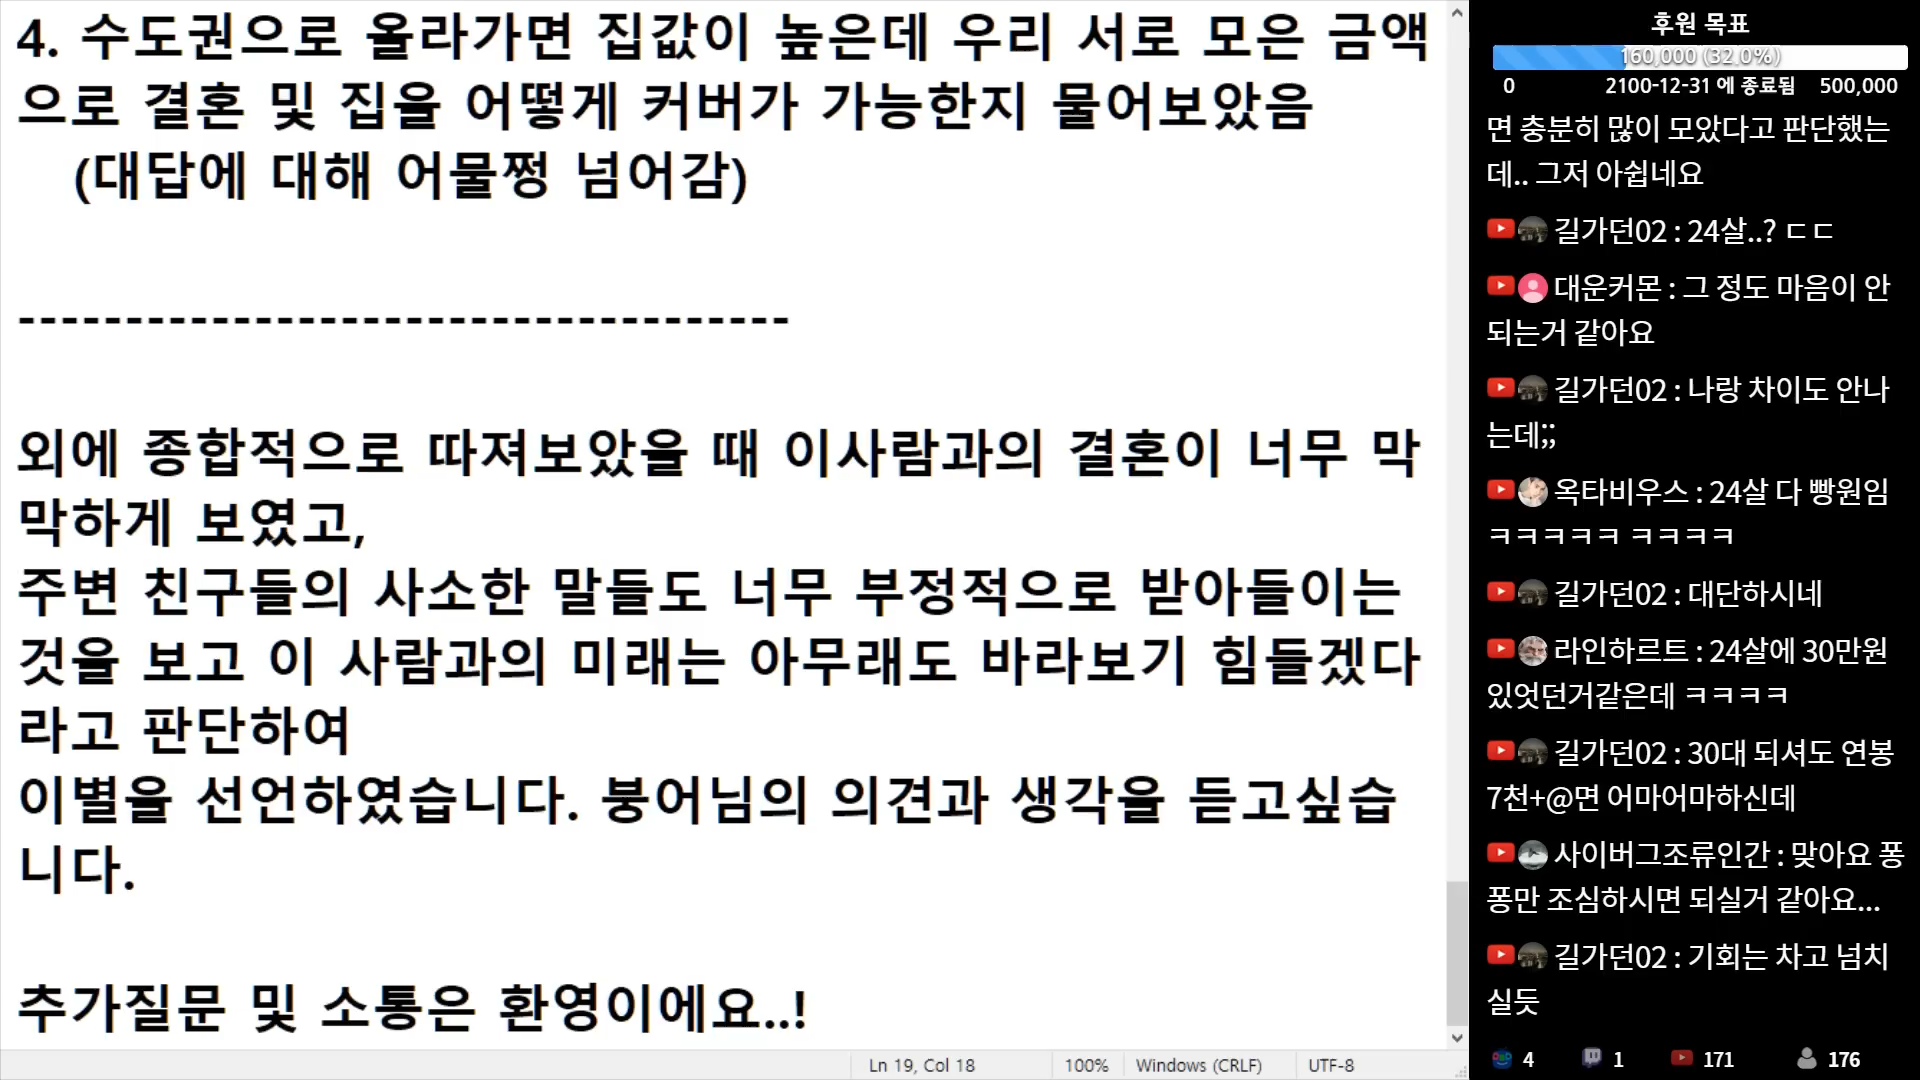 4. 수도권으로 올라가면 집값이 높은데 우리 서로 모은 금액
으로 결혼 및 집을 어떻게 커버가 가능한지 물어보았음
(대답에 대해 어물쩡 넘어감)
------------------------------------
외에 종합적으로 따져보았을 때 이사람과의 결혼이 너무 막
막하게 보였고,
주변 친구들의 사소한 말들도 너무 부정적으로 받아들이는
것을 보고 이 사람과의 미래는 아무래도 바라보기 힘들겠다
라고 판단하여
이별을 선언하였습니다. 붕어님의 의견과 생각을 듣고싶습
니다.
추가질문 및 소통은 환영이에요..!
Ln 19, Col 18 100% Windows (CRLF) UTF-8
후원 목표
160,000 (32.0%)
0 2100-12-31 에 종료됨 500,000
면 충분히 많이 모았다고 판단했는
데.. 그저 아쉽네요
길가던02 : 24살..? ㄷㄷ
대운커몬 : 그 정도 마음이 안
되는거 같아요
길가던02 : 나랑 차이도 안나
는데;;
옥타비우스 : 24살 다 빵원임
ㅋㅋㅋㅋㅋ ㅋㅋㅋㅋ
길가던02 : 대단하시네
라인하르트 : 24살에 30만원
있엇던거같은데 ㅋㅋㅋㅋ
길가던02 : 30대 되셔도 연봉
7천+@면 어마어마하신데
사이버그조류인간 : 맞아요 퐁
퐁만 조심하시면 되실거 같아요...
길가던02 : 기회는 차고 넘치
실듯
4 1 171 176